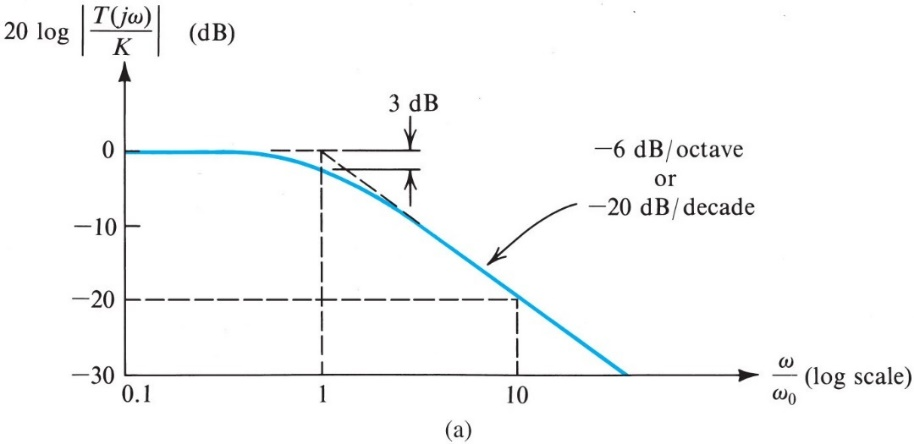 20 log |T(jω)/K| (dB)
3 dB
0
−6 dB/octave
or
−20 dB/decade
−10
−20
−30
0.1
1
10
ω/ω₀ (log scale)
(a)